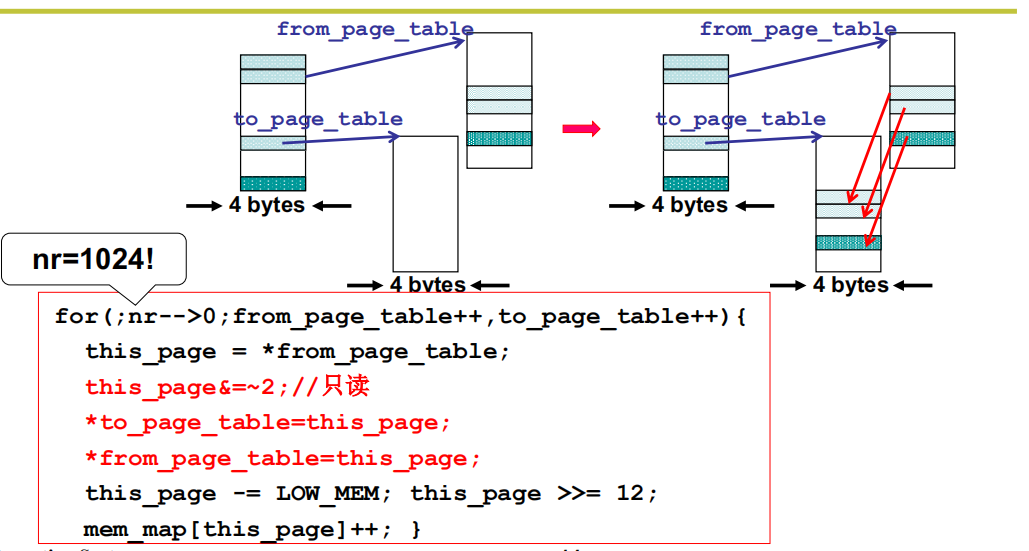 from_page_table
from_page_table
to_page_table
to_page_table
4 bytes
4 bytes
nr=1024!
4 bytes
4 bytes
for(;nr-->0;from_page_table++,to_page_table++){
this_page = *from_page_table;
this_page&=~2;//只读
*to_page_table=this_page;
*from_page_table=this_page;
this_page -= LOW_MEM; this_page >>= 12;
mem_map[this_page]++; }